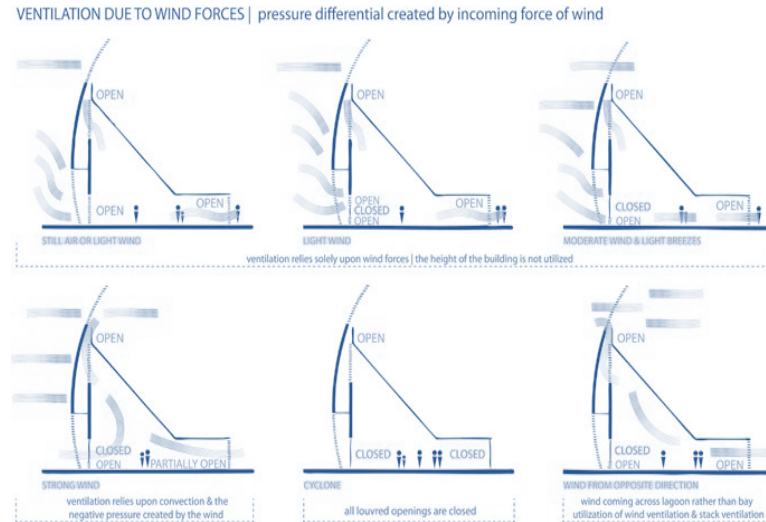 VENTILATION DUE TO WIND FORCES | pressure differential created by incoming force of wind
OPEN
OPEN
OPEN
STILL AIR OR LIGHT WIND
OPEN
OPEN
CLOSED
OPEN
OPEN
LIGHT WIND
OPEN
CLOSED
OPEN
OPEN
MODERATE WIND & LIGHT BREEZES
ventilation relies solely upon wind forces | the height of the building is not utilized
OPEN
CLOSED
OPEN
PARTIALLY OPEN
STRONG WIND
ventilation relies upon convection & the
negative pressure created by the wind
OPEN
CLOSED
CLOSED
CYCLONE
all louvred openings are closed
OPEN
CLOSED
OPEN
OPEN
WIND FROM OPPOSITE DIRECTION
wind coming across lagoon rather than bay
utilization of wind ventilation & stack ventilation